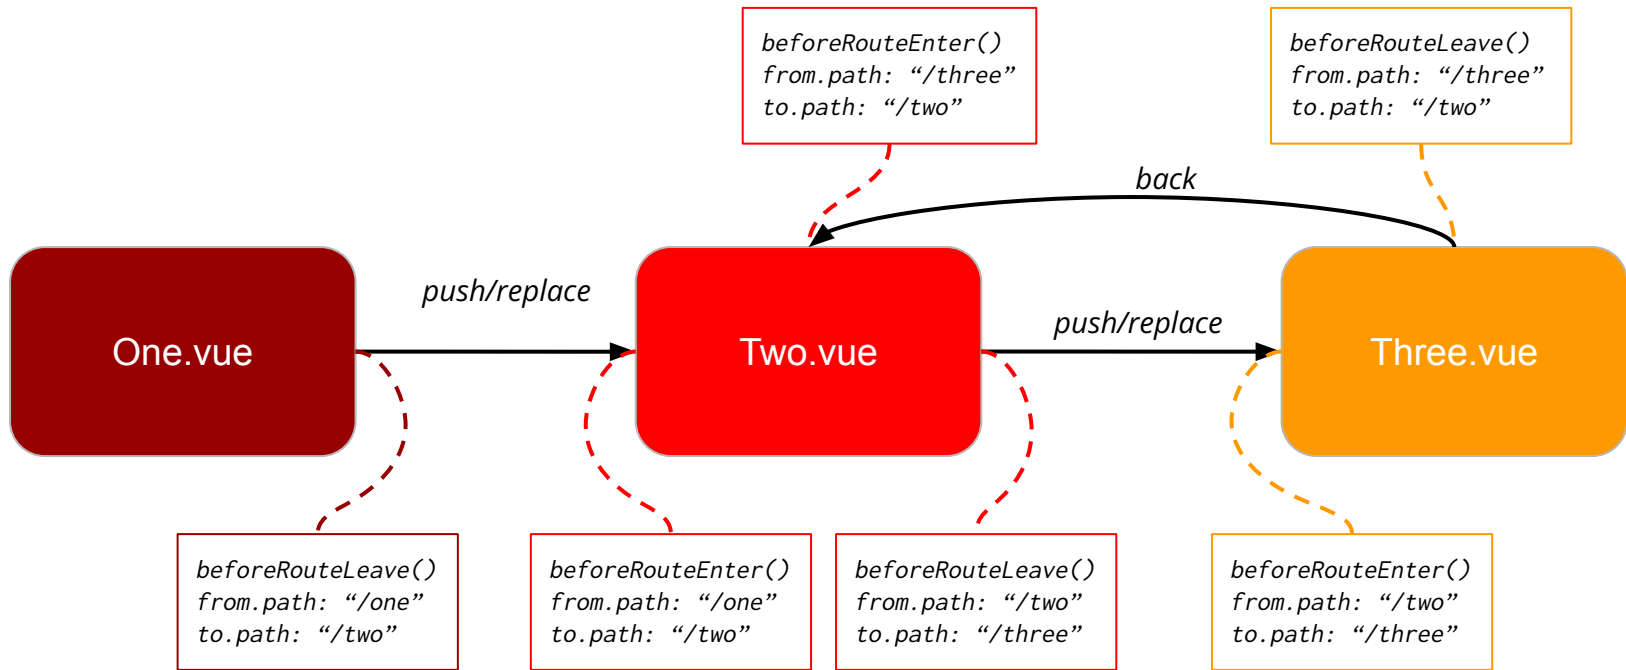 beforeRouteEnter()
from.path: “/three”
to.path: “/two”
beforeRouteLeave()
from.path: “/three”
to.path: “/two”
back
push/replace
push/replace
One.vue
Two.vue
Three.vue
beforeRouteLeave()
from.path: “/one”
to.path: “/two”
beforeRouteEnter()
from.path: “/one”
to.path: “/two”
beforeRouteLeave()
from.path: “/two”
to.path: “/three”
beforeRouteEnter()
from.path: “/two”
to.path: “/three”